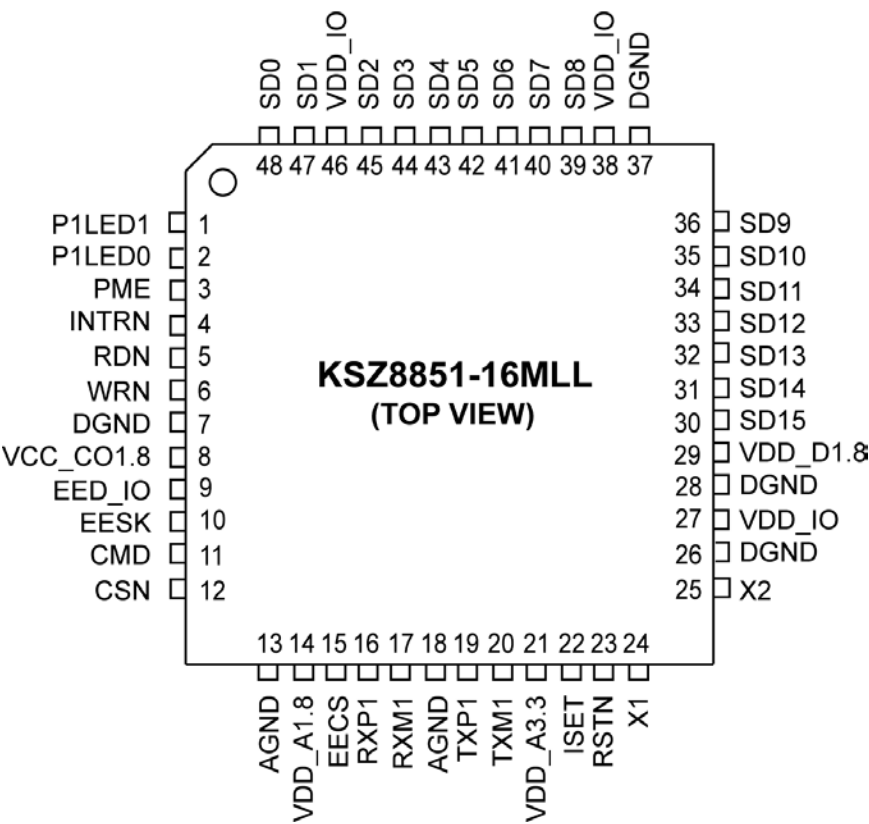 SD0 SD1 VDD_IO SD2 SD3 SD4 SD5 SD6 SD7 SD8 VDD_IO DGND
48 47 46 45 44 43 42 41 40 39 38 37
P1LED1 1 36 SD9
P1LED0 2 35 SD10
PME 3 34 SD11
INTRN 4 33 SD12
RDN 5 32 SD13
KSZ8851-16MLL
WRN 6 31 SD14
(TOP VIEW)
DGND 7 30 SD15
VCC_CO1.8 8 29 VDD_D1.8
EED_IO 9 28 DGND
EESK 10 27 VDD_IO
CMD 11 26 DGND
CSN 12 25 X2
13 14 15 16 17 18 19 20 21 22 23 24
AGND VDD_A1.8 EECS RXP1 RXM1 AGND TXP1 TXM1 VDD_A3.3 ISET RSTN X1